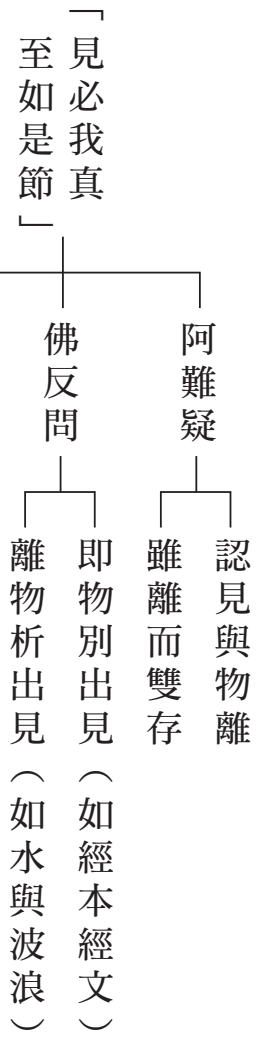 「見必我真
至如是節」
阿難疑
認見與物離
雖離而雙存
佛反問
即物別出見（如經本經文）
離物析出見（如水與波浪）